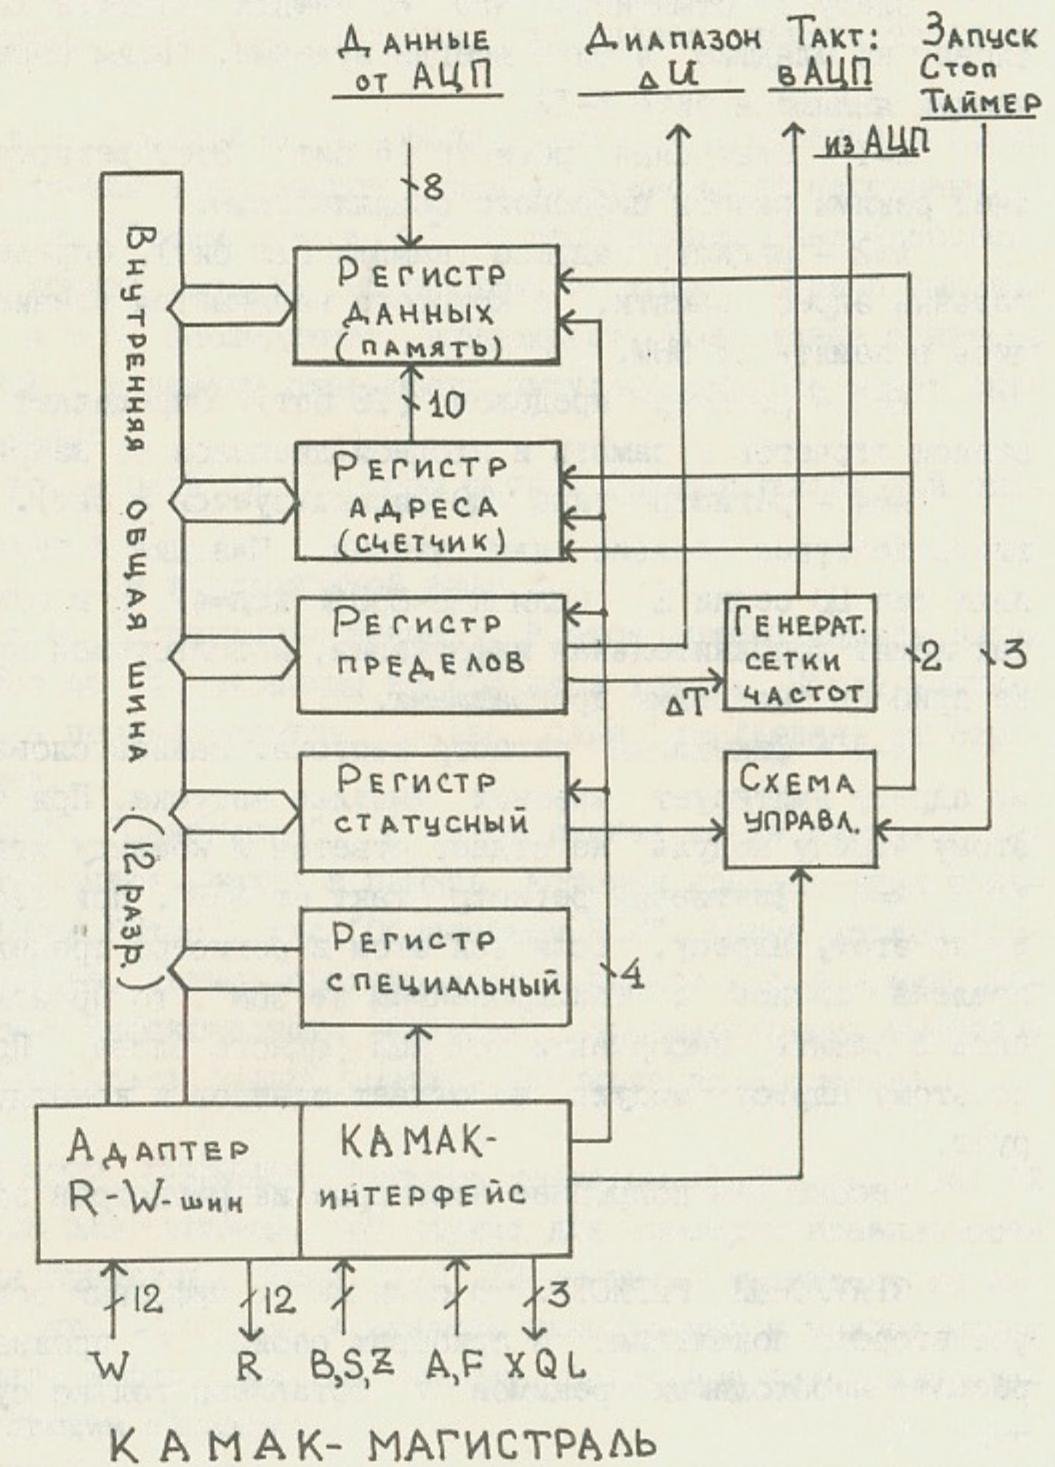 Данные
от АЦП
Диапазон
ΔU
Такт:
в АЦП
из АЦП
Запуск
Стоп
Таймер
8
Внутренняя общая шина (12 разр.)
Регистр
данных
(память)
10
Регистр
адреса
(счетчик)
Регистр
пределов
ΔT
Генерат.
сетки
частот
2
3
Регистр
статусный
Схема
управл.
Регистр
специальный
4
Адаптер
R-W-шин
КАМАК-
интерфейс
12
12
3
W
R
B,S,Z
A,F
X Q L
КАМАК- МАГИСТРАЛЬ